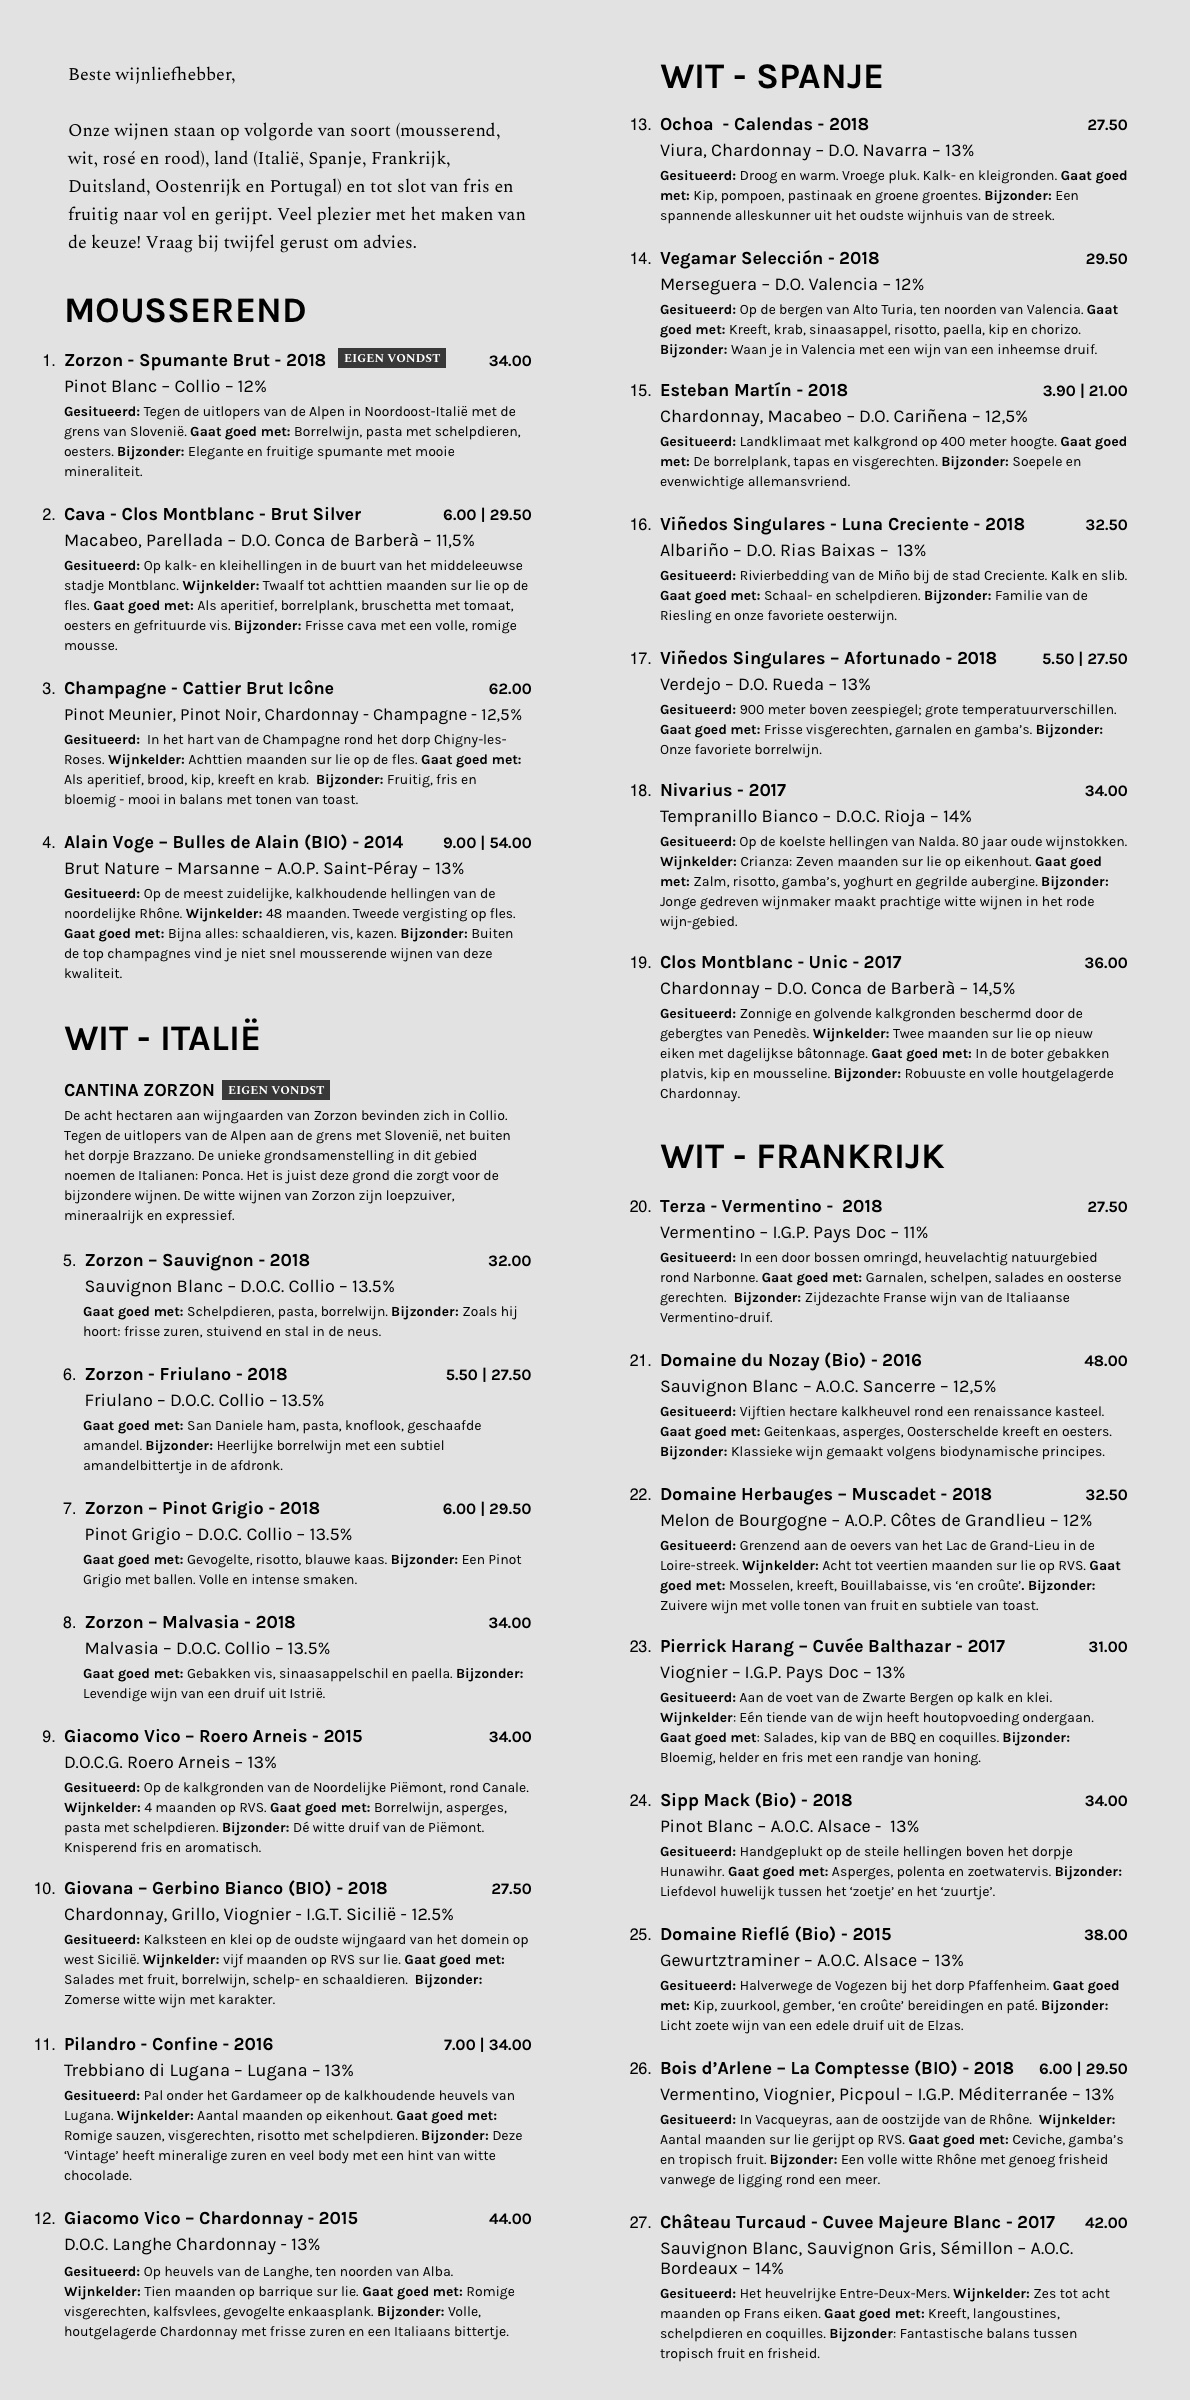 Beste wijnliefhebber,
Onze wijnen staan op volgorde van soort (mousserend,
wit, rosé en rood), land (Italië, Spanje, Frankrijk,
Duitsland, Oostenrijk en Portugal) en tot slot van fris en
fruitig naar vol en gerijpt. Veel plezier met het maken van
de keuze! Vraag bij twijfel gerust om advies.
MOUSSEREND
1. Zorzon - Spumante Brut - 2018 EIGEN VONDST 34.00
Pinot Blanc – Collio – 12%
Gesitueerd: Tegen de uitlopers van de Alpen in Noordoost-Italië met de
grens van Slovenië. Gaat goed met: Borrelwijn, pasta met schelpdieren,
oesters. Bijzonder: Elegante en fruitige spumante met mooie
mineraliteit.
2. Cava - Clos Montblanc - Brut Silver 6.00 | 29.50
Macabeo, Parellada – D.O. Conca de Barberà – 11,5%
Gesitueerd: Op kalk- en kleihellingen in de buurt van het middeleeuwse
stadje Montblanc. Wijnkelder: Twaalf tot achttien maanden sur lie op de
fles. Gaat goed met: Als aperitief, borrelplank, bruschetta met tomaat,
oesters en gefrituurde vis. Bijzonder: Frisse cava met een volle, romige
mousse.
3. Champagne - Cattier Brut Icône 62.00
Pinot Meunier, Pinot Noir, Chardonnay - Champagne - 12,5%
Gesitueerd: In het hart van de Champagne rond het dorp Chigny-les-
Roses. Wijnkelder: Achttien maanden sur lie op de fles. Gaat goed met:
Als aperitief, brood, kip, kreeft en krab. Bijzonder: Fruitig, fris en
bloemig - mooi in balans met tonen van toast.
4. Alain Voge – Bulles de Alain (BIO) - 2014 9.00 | 54.00
Brut Nature – Marsanne – A.O.P. Saint-Péray – 13%
Gesitueerd: Op de meest zuidelijke, kalkhoudende hellingen van de
noordelijke Rhône. Wijnkelder: 48 maanden. Tweede vergisting op fles.
Gaat goed met: Bijna alles: schaaldieren, vis, kazen. Bijzonder: Buiten
de top champagnes vind je niet snel mousserende wijnen van deze
kwaliteit.
WIT - ITALIË
CANTINA ZORZON EIGEN VONDST
De acht hectaren aan wijngaarden van Zorzon bevinden zich in Collio.
Tegen de uitlopers van de Alpen aan de grens met Slovenië, net buiten
het dorpje Brazzano. De unieke grondsamenstelling in dit gebied
noemen de Italianen: Ponca. Het is juist deze grond die zorgt voor de
bijzondere wijnen. De witte wijnen van Zorzon zijn loepzuiver,
mineraalrijk en expressief.
5. Zorzon – Sauvignon - 2018 32.00
Sauvignon Blanc – D.O.C. Collio – 13.5%
Gaat goed met: Schelpdieren, pasta, borrelwijn. Bijzonder: Zoals hij
hoort: frisse zuren, stuivend en stal in de neus.
6. Zorzon - Friulano - 2018 5.50 | 27.50
Friulano – D.O.C. Collio – 13.5%
Gaat goed met: San Daniele ham, pasta, knoflook, geschaafde
amandel. Bijzonder: Heerlijke borrelwijn met een subtiel
amandelbittertje in de afdronk.
7. Zorzon – Pinot Grigio - 2018 6.00 | 29.50
Pinot Grigio – D.O.C. Collio – 13.5%
Gaat goed met: Gevogelte, risotto, blauwe kaas. Bijzonder: Een Pinot
Grigio met ballen. Volle en intense smaken.
8. Zorzon – Malvasia – 2018 34.00
Malvasia – D.O.C. Collio – 13.5%
Gaat goed met: Gebakken vis, sinaasappelschil en paella. Bijzonder:
Levendige wijn van een druif uit Istrië.
9. Giacomo Vico – Roero Arneis - 2015 34.00
D.O.C.G. Roero Arneis – 13%
Gesitueerd: Op de kalkgronden van de Noordelijke Piëmont, rond Canale.
Wijnkelder: 4 maanden op RVS. Gaat goed met: Borrelwijn, asperges,
pasta met schelpdieren. Bijzonder: Dé witte druif van de Piëmont.
Knisperend fris en aromatisch.
10. Giovana – Gerbino Bianco (BIO) - 2018 27.50
Chardonnay, Grillo, Viognier - I.G.T. Sicilië - 12.5%
Gesitueerd: Kalksteen en klei op de oudste wijngaard van het domein op
west Sicilië. Wijnkelder: vijf maanden op RVS sur lie. Gaat goed met:
Salades met fruit, borrelwijn, schelp- en schaaldieren. Bijzonder:
Zomerse witte wijn met karakter.
11. Pilandro - Confine - 2016 7.00 | 34.00
Trebbiano di Lugana – Lugana – 13%
Gesitueerd: Pal onder het Gardameer op de kalkhoudende heuvels van
Lugana. Wijnkelder: Aantal maanden op eikenhout. Gaat goed met:
Romige sauzen, visgerechten, risotto met schelpdieren. Bijzonder: Deze
‘Vintage’ heeft mineralige zuren en veel body met een hint van witte
chocolade.
12. Giacomo Vico – Chardonnay - 2015 44.00
D.O.C. Langhe Chardonnay - 13%
Gesitueerd: Op heuvels van de Langhe, ten noorden van Alba.
Wijnkelder: Tien maanden op barrique sur lie. Gaat goed met: Romige
visgerechten, kalfsvlees, gevogelte enkaasplank. Bijzonder: Volle,
houtgelagerde Chardonnay met frisse zuren en een Italiaans bittertje.
WIT - SPANJE
13. Ochoa - Calendas - 2018 27.50
Viura, Chardonnay – D.O. Navarra – 13%
Gesitueerd: Droog en warm. Vroege pluk. Kalk- en kleigronden. Gaat goed
met: Kip, pompoen, pastinaak en groene groentes. Bijzonder: Een
spannende alleskunner uit het oudste wijnhuis van de streek.
14. Vegamar Selección - 2018 29.50
Merseguera – D.O. Valencia – 12%
Gesitueerd: Op de bergen van Alto Turia, ten noorden van Valencia. Gaat
goed met: Kreeft, krab, sinaasappel, risotto, paella, kip en chorizo.
Bijzonder: Waan je in Valencia met een wijn van een inheemse druif.
15. Esteban Martín - 2018 3.90 | 21.00
Chardonnay, Macabeo – D.O. Cariñena – 12,5%
Gesitueerd: Landklimaat met kalkgrond op 400 meter hoogte. Gaat goed
met: De borrelplank, tapas en visgerechten. Bijzonder: Soepele en
evenwichtige allemansvriend.
16. Viñedos Singulares - Luna Creciente - 2018 32.50
Albariño – D.O. Rias Baixas – 13%
Gesitueerd: Rivierbedding van de Miño bij de stad Creciente. Kalk en slib.
Gaat goed met: Schaal- en schelpdieren. Bijzonder: Familie van de
Riesling en onze favoriete oesterwijn.
17. Viñedos Singulares – Afortunado - 2018 5.50 | 27.50
Verdejo – D.O. Rueda – 13%
Gesitueerd: 900 meter boven zeespiegel; grote temperatuurverschillen.
Gaat goed met: Frisse visgerechten, garnalen en gamba’s. Bijzonder:
Onze favoriete borrelwijn.
18. Nivarius - 2017 34.00
Tempranillo Bianco – D.O.C. Rioja – 14%
Gesitueerd: Op de koelste hellingen van Nalda. 80 jaar oude wijnstokken.
Wijnkelder: Crianza: Zeven maanden sur lie op eikenhout. Gaat goed
met: Zalm, risotto, gamba’s, yoghurt en gegrilde aubergine. Bijzonder:
Jonge gedreven wijnmaker maakt prachtige witte wijnen in het rode
wijn-gebied.
19. Clos Montblanc - Unic - 2017 36.00
Chardonnay – D.O. Conca de Barberà – 14,5%
Gesitueerd: Zonnige en golvende kalkgronden beschermd door de
gebergtes van Penedès. Wijnkelder: Twee maanden sur lie op nieuw
eiken met dagelijkse bâtonnage. Gaat goed met: In de boter gebakken
platvis, kip en mousseline. Bijzonder: Robuuste en volle houtgelagerde
Chardonnay.
WIT - FRANKRIJK
20. Terza - Vermentino - 2018 27.50
Vermentino – I.G.P. Pays Doc – 11%
Gesitueerd: In een door bossen omringd, heuvelachtig natuurgebied
rond Narbonne. Gaat goed met: Garnalen, schelpen, salades en oosterse
gerechten. Bijzonder: Zijdezachte Franse wijn van de Italiaanse
Vermentino-druif.
21. Domaine du Nozay (Bio) - 2016 48.00
Sauvignon Blanc – A.O.C. Sancerre – 12,5%
Gesitueerd: Vijftien hectare kalkheuvel rond een renaissance kasteel.
Gaat goed met: Geitenkaas, asperges, Oosterschelde kreeft en oesters.
Bijzonder: Klassieke wijn gemaakt volgens biodynamische principes.
22. Domaine Herbauges – Muscadet - 2018 32.50
Melon de Bourgogne – A.O.P. Côtes de Grandlieu – 12%
Gesitueerd: Grenzend aan de oevers van het Lac de Grand-Lieu in de
Loire-streek. Wijnkelder: Acht tot veertien maanden sur lie op RVS. Gaat
goed met: Mosselen, kreeft, Bouillabaisse, vis ‘en croûte’. Bijzonder:
Zuivere wijn met volle tonen van fruit en subtiele van toast.
23. Pierrick Harang – Cuvée Balthazar - 2017 31.00
Viognier – I.G.P. Pays Doc – 13%
Gesitueerd: Aan de voet van de Zwarte Bergen op kalk en klei.
Wijnkelder: Eén tiende van de wijn heeft houtopvoeding ondergaan.
Gaat goed met: Salades, kip van de BBQ en coquilles. Bijzonder:
Bloemig, helder en fris met een randje van honing.
24. Sipp Mack (Bio) - 2018 34.00
Pinot Blanc – A.O.C. Alsace - 13%
Gesitueerd: Handgeplukt op de steile hellingen boven het dorpje
Hunawihr. Gaat goed met: Asperges, polenta en zoetwatervis. Bijzonder:
Liefdevol huwelijk tussen het ‘zoetje’ en het ‘zuurtje’.
25. Domaine Rieflé (Bio) - 2015 38.00
Gewurtztraminer – A.O.C. Alsace – 13%
Gesitueerd: Halverwege de Vogezen bij het dorp Pfaffenheim. Gaat goed
met: Kip, zuurkool, gember, ‘en croûte’ bereidingen en paté. Bijzonder:
Licht zoete wijn van een edele druif uit de Elzas.
26. Bois d’Arlene – La Comptesse (BIO) - 2018 6.00 | 29.50
Vermentino, Viognier, Picpoul – I.G.P. Méditerranée – 13%
Gesitueerd: In Vacqueyras, aan de oostzijde van de Rhône. Wijnkelder:
Aantal maanden sur lie gerijpt op RVS. Gaat goed met: Ceviche, gamba’s
en tropisch fruit. Bijzonder: Een volle witte Rhône met genoeg frisheid
vanwege de ligging rond een meer.
27. Château Turcaud - Cuvee Majeure Blanc - 2017 42.00
Sauvignon Blanc, Sauvignon Gris, Sémillon – A.O.C.
Bordeaux – 14%
Gesitueerd: Het heuvelrijke Entre-Deux-Mers. Wijnkelder: Zes tot acht
maanden op Frans eiken. Gaat goed met: Kreeft, langoustines,
schelpdieren en coquilles. Bijzonder: Fantastische balans tussen
tropisch fruit en frisheid.